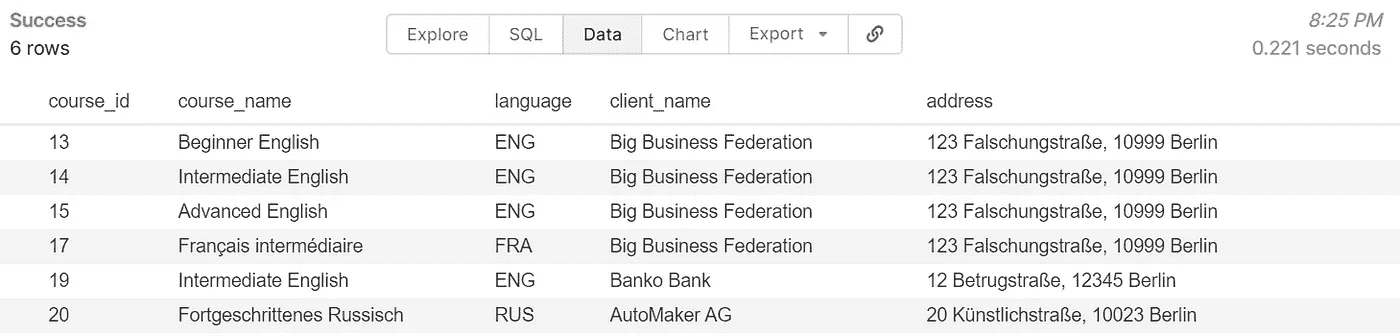 Success
6 rows
Explore SQL Data Chart Export
8:25 PM
0.221 seconds
course_id course_name language client_name address
13 Beginner English ENG Big Business Federation 123 Falschungstraße, 10999 Berlin
14 Intermediate English ENG Big Business Federation 123 Falschungstraße, 10999 Berlin
15 Advanced English ENG Big Business Federation 123 Falschungstraße, 10999 Berlin
17 Français intermédiaire FRA Big Business Federation 123 Falschungstraße, 10999 Berlin
19 Intermediate English ENG Banko Bank 12 Betrugstraße, 12345 Berlin
20 Fortgeschrittenes Russisch RUS AutoMaker AG 20 Künstlichstraße, 10023 Berlin